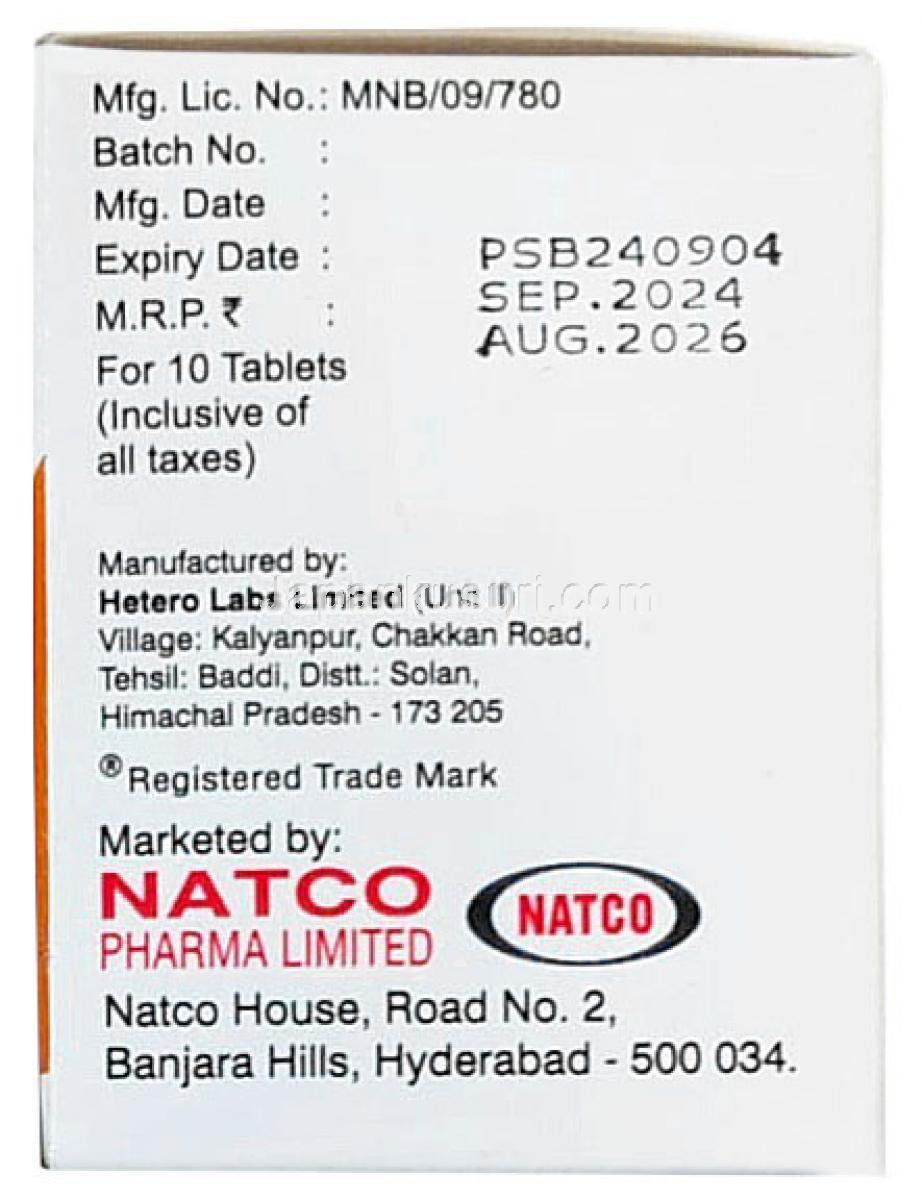 Mfg. Lic. No.: MNB/09/780
Batch No. :
Mfg. Date :
Expiry Date :
M.R.P. ₹ :
For 10 Tablets
(Inclusive of
all taxes)
PSB240904
SEP.2024
AUG.2026
Manufactured by:
Hetero Labs Limited (Unit II)
Village: Kalyanpur, Chakkan Road,
Tehsil: Baddi, Distt.: Solan,
Himachal Pradesh - 173 205
® Registered Trade Mark
Marketed by:
NATCO
PHARMA LIMITED
NATCO
Natco House, Road No. 2,
Banjara Hills, Hyderabad - 500 034.